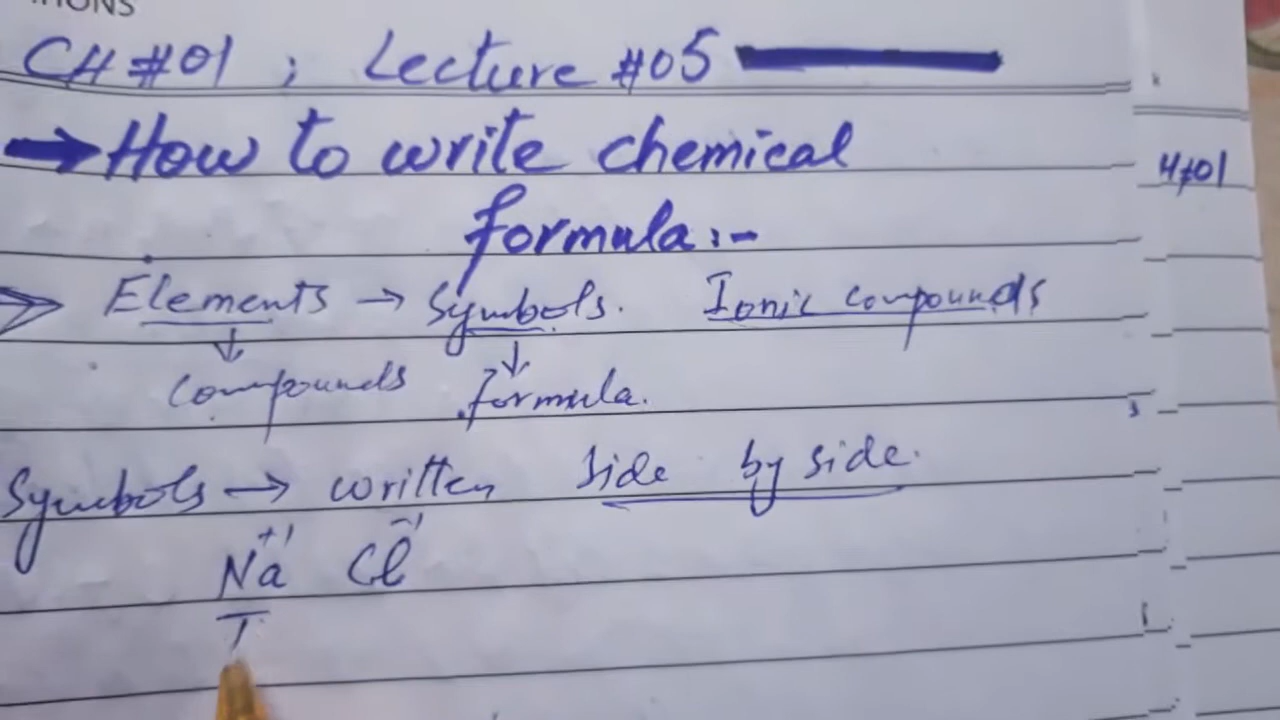 CH #01 ; Lecture #05
→ How to write chemical
formula :-
Elements → Symbols. Ionic compounds
↓ ↓
Compounds formula.
Symbols → written side by side.
Na⁺¹ Cl⁻¹